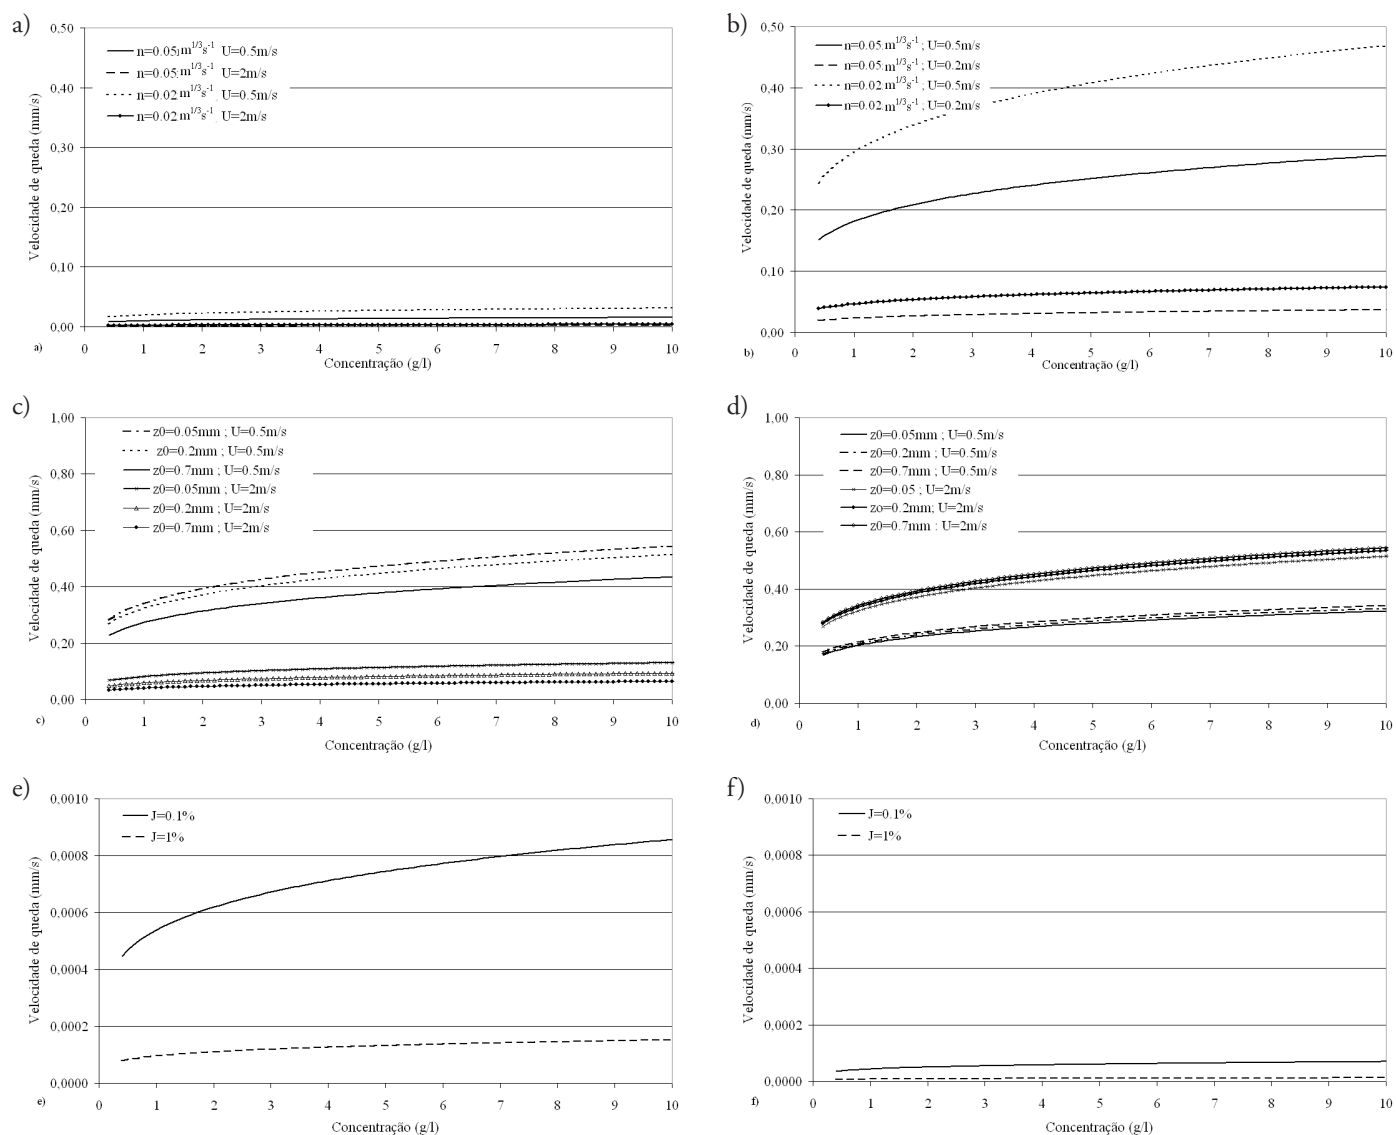 a)
0,50
0,40
0,30
0,20
0,10
0,00
Velocidade de queda (mm/s)
n=0.05 m^1/3s^-1 U=0.5m/s
n=0.05 m^1/3s^-1 U=2m/s
n=0.02 m^1/3s^-1 U=0.5m/s
n=0.02 m^1/3s^-1 U=2m/s
0 1 2 3 4 5 6 7 8 9 10
a)
Concentração (g/l)
b)
0,50
0,40
0,30
0,20
0,10
0,00
Velocidade de queda (mm/s)
n=0.05 m^1/3s^-1 ; U=0.5m/s
n=0.05 m^1/3s^-1 ; U=0.2m/s
n=0.02 m^1/3s^-1 ; U=0.5m/s
n=0.02 m^1/3s^-1 ; U=0.2m/s
0 1 2 3 4 5 6 7 8 9 10
b)
Concentração (g/l)
c)
1,00
0,80
0,60
0,40
0,20
0,00
Velocidade de queda (mm/s)
z0=0.05mm ; U=0.5m/s
z0=0.2mm ; U=0.5m/s
z0=0.7mm ; U=0.5m/s
z0=0.05mm ; U=2m/s
z0=0.2mm ; U=2m/s
z0=0.7mm ; U=2m/s
0 1 2 3 4 5 6 7 8 9 10
c)
Concentração (g/l)
d)
1,00
0,80
0,60
0,40
0,20
0,00
Velocidade de queda (mm/s)
z0=0.05mm ; U=0.5m/s
z0=0.2mm ; U=0.5m/s
z0=0.7mm ; U=0.5m/s
z0=0.05 ; U=2m/s
zo=0.2mm; U=2m/s
z0=0.7mm : U=2m/s
0 1 2 3 4 5 6 7 8 9 10
d)
Concentração (g/l)
e)
0,0010
0,0008
0,0006
0,0004
0,0002
0,0000
Velocidade de queda (mm/s)
J=0.1%
J=1%
0 1 2 3 4 5 6 7 8 9 10
e)
Concentração (g/l)
f)
0,0010
0,0008
0,0006
0,0004
0,0002
0,0000
Velocidade de queda (mm/s)
J=0.1%
J=1%
0 1 2 3 4 5 6 7 8 9 10
f)
Concentração (g/l)